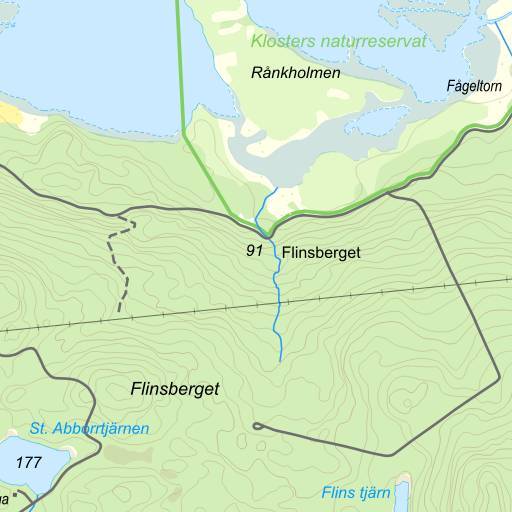 Klosters naturreservat
Rånkholmen
Fågeltorn
91
Flinsberget
Flinsberget
St. Abborrtjärnen
177
Flins tjärn